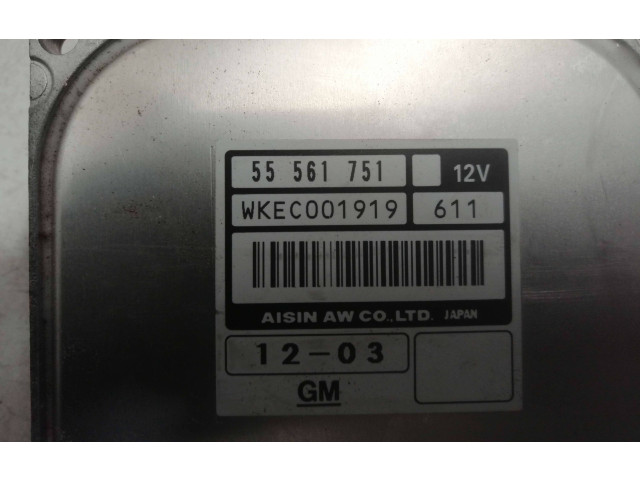 55 561 751 12V
WKEC001919 611
AISIN AW CO.,LTD. JAPAN
12-03
GM